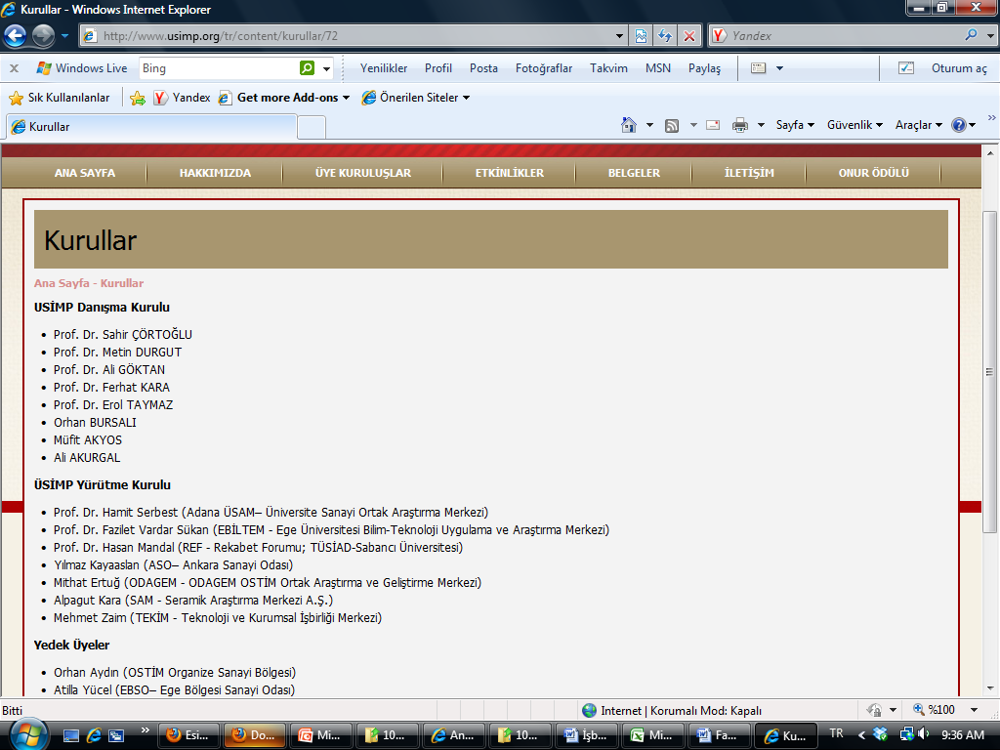 Kurullar - Windows Internet Explorer
http://www.usimp.org/tr/content/kurullar/72
Yandex
Windows Live Bing Yenilikler Profil Posta Fotoğraflar Takvim MSN Paylaş Oturum aç
Sık Kullanılanlar Yandex Get more Add-ons Önerilen Siteler
Kurullar Sayfa Güvenlik Araçlar
ANA SAYFA HAKKIMIZDA ÜYE KURULUŞLAR ETKİNLİKLER BELGELER İLETİŞİM ONUR ÖDÜLÜ
Kurullar
Ana Sayfa - Kurullar
USİMP Danışma Kurulu
• Prof. Dr. Sahir ÇÖRTOĞLU
• Prof. Dr. Metin DURGUT
• Prof. Dr. Ali GÖKTAN
• Prof. Dr. Ferhat KARA
• Prof. Dr. Erol TAYMAZ
• Orhan BURSALI
• Müfit AKYOS
• Ali AKURGAL
ÜSİMP Yürütme Kurulu
• Prof. Dr. Hamit Serbest (Adana ÜSAM– Üniversite Sanayi Ortak Araştırma Merkezi)
• Prof. Dr. Fazilet Vardar Sükan (EBİLTEM - Ege Üniversitesi Bilim-Teknoloji Uygulama ve Araştırma Merkezi)
• Prof. Dr. Hasan Mandal (REF - Rekabet Forumu; TÜSİAD-Sabancı Üniversitesi)
• Yılmaz Kayaaslan (ASO– Ankara Sanayi Odası)
• Mithat Ertuğ (ODAGEM - ODAGEM OSTİM Ortak Araştırma ve Geliştirme Merkezi)
• Alpagut Kara (SAM - Seramik Araştırma Merkezi A.Ş.)
• Mehmet Zaim (TEKİM - Teknoloji ve Kurumsal İşbirliği Merkezi)
Yedek Üyeler
• Orhan Aydın (OSTİM Organize Sanayi Bölgesi)
• Atilla Yücel (EBSO– Ege Bölgesi Sanayi Odası)
Bitti Internet | Korumalı Mod: Kapalı %100
Esi... Do... Mi... 10... An... 10... İşb... Mi... Fa... Ku... TR 9:36 AM